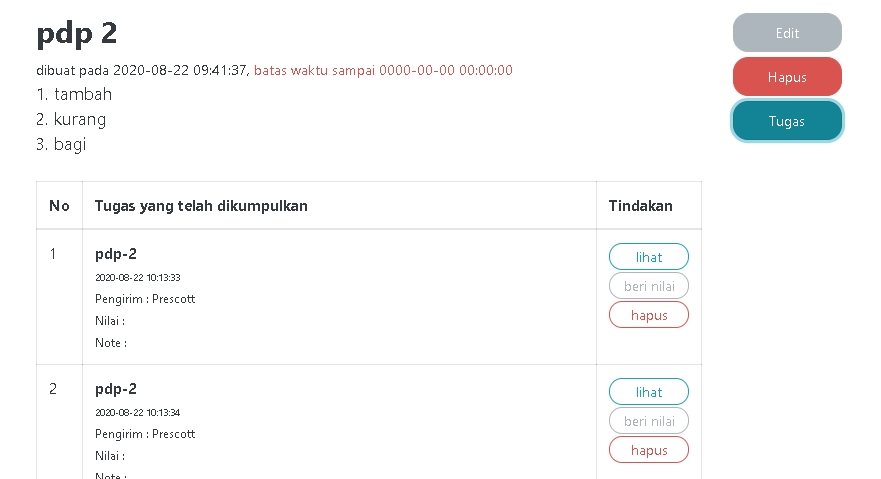 pdp 2
Edit
dibuat pada 2020-08-22 09:41:37, batas waktu sampai 0000-00-00 00:00:00
Hapus
1. tambah
2. kurang
Tugas
3. bagi
No Tugas yang telah dikumpulkan Tindakan
1 pdp-2 lihat
2020-08-22 10:13:33
beri nilai
Pengirim : Prescott
Nilai : hapus
Note :
2 pdp-2 lihat
2020-08-22 10:13:34
beri nilai
Pengirim : Prescott
Nilai : hapus
Note :